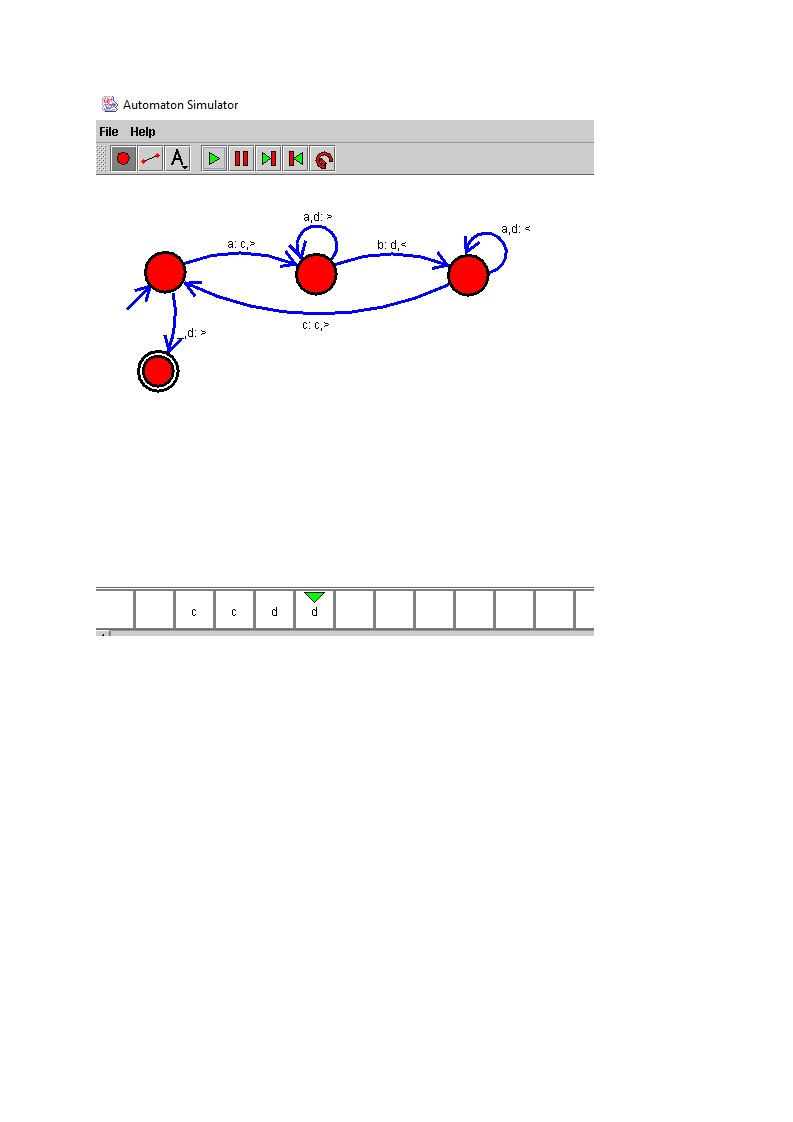 Automaton Simulator
File Help
A
a,d: >
a: c,>
b: d,<
a,d: <
c: c,>
_,d: >
c c d d